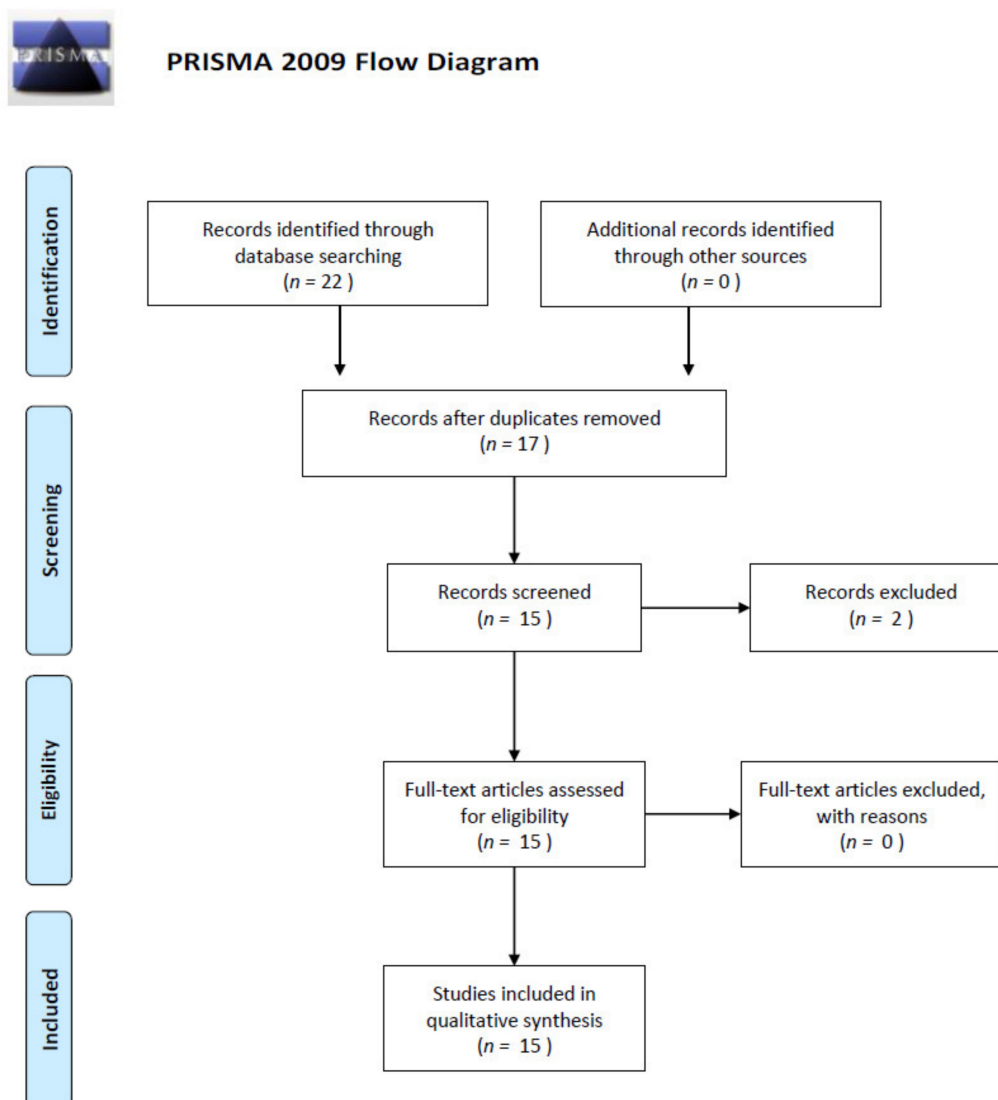 PRISMA
PRISMA 2009 Flow Diagram
Identification
Records identified through
database searching
(n = 22 )
Additional records identified
through other sources
(n = 0 )
Records after duplicates removed
(n = 17 )
Screening
Records screened
(n = 15 )
Records excluded
(n = 2 )
Eligibility
Full-text articles assessed
for eligibility
(n = 15 )
Full-text articles excluded,
with reasons
(n = 0 )
Included
Studies included in
qualitative synthesis
(n = 15 )